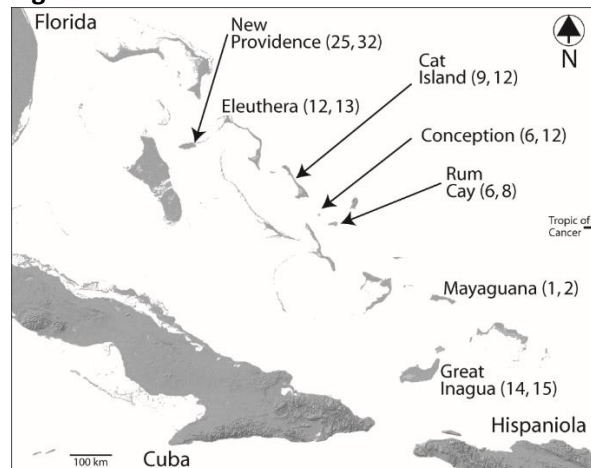 Florida
New
Providence (25, 32)
N
Cat
Island (9, 12)
Eleuthera (12, 13)
Conception (6, 12)
Rum
Cay (6, 8)
Tropic of
Cancer
Mayaguana (1, 2)
Great
Inagua (14, 15)
Hispaniola
100 km
Cuba